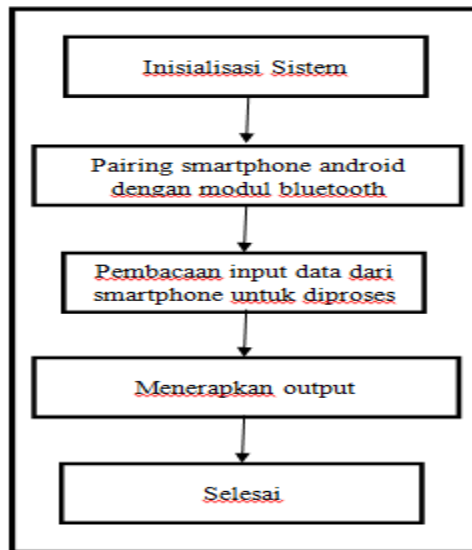 Inisialisasi Sistem
Pairing smartphone android
dengan modul bluetooth
Pembacaan input data dari
smartphone untuk diproses
Menerapkan output
Selesai